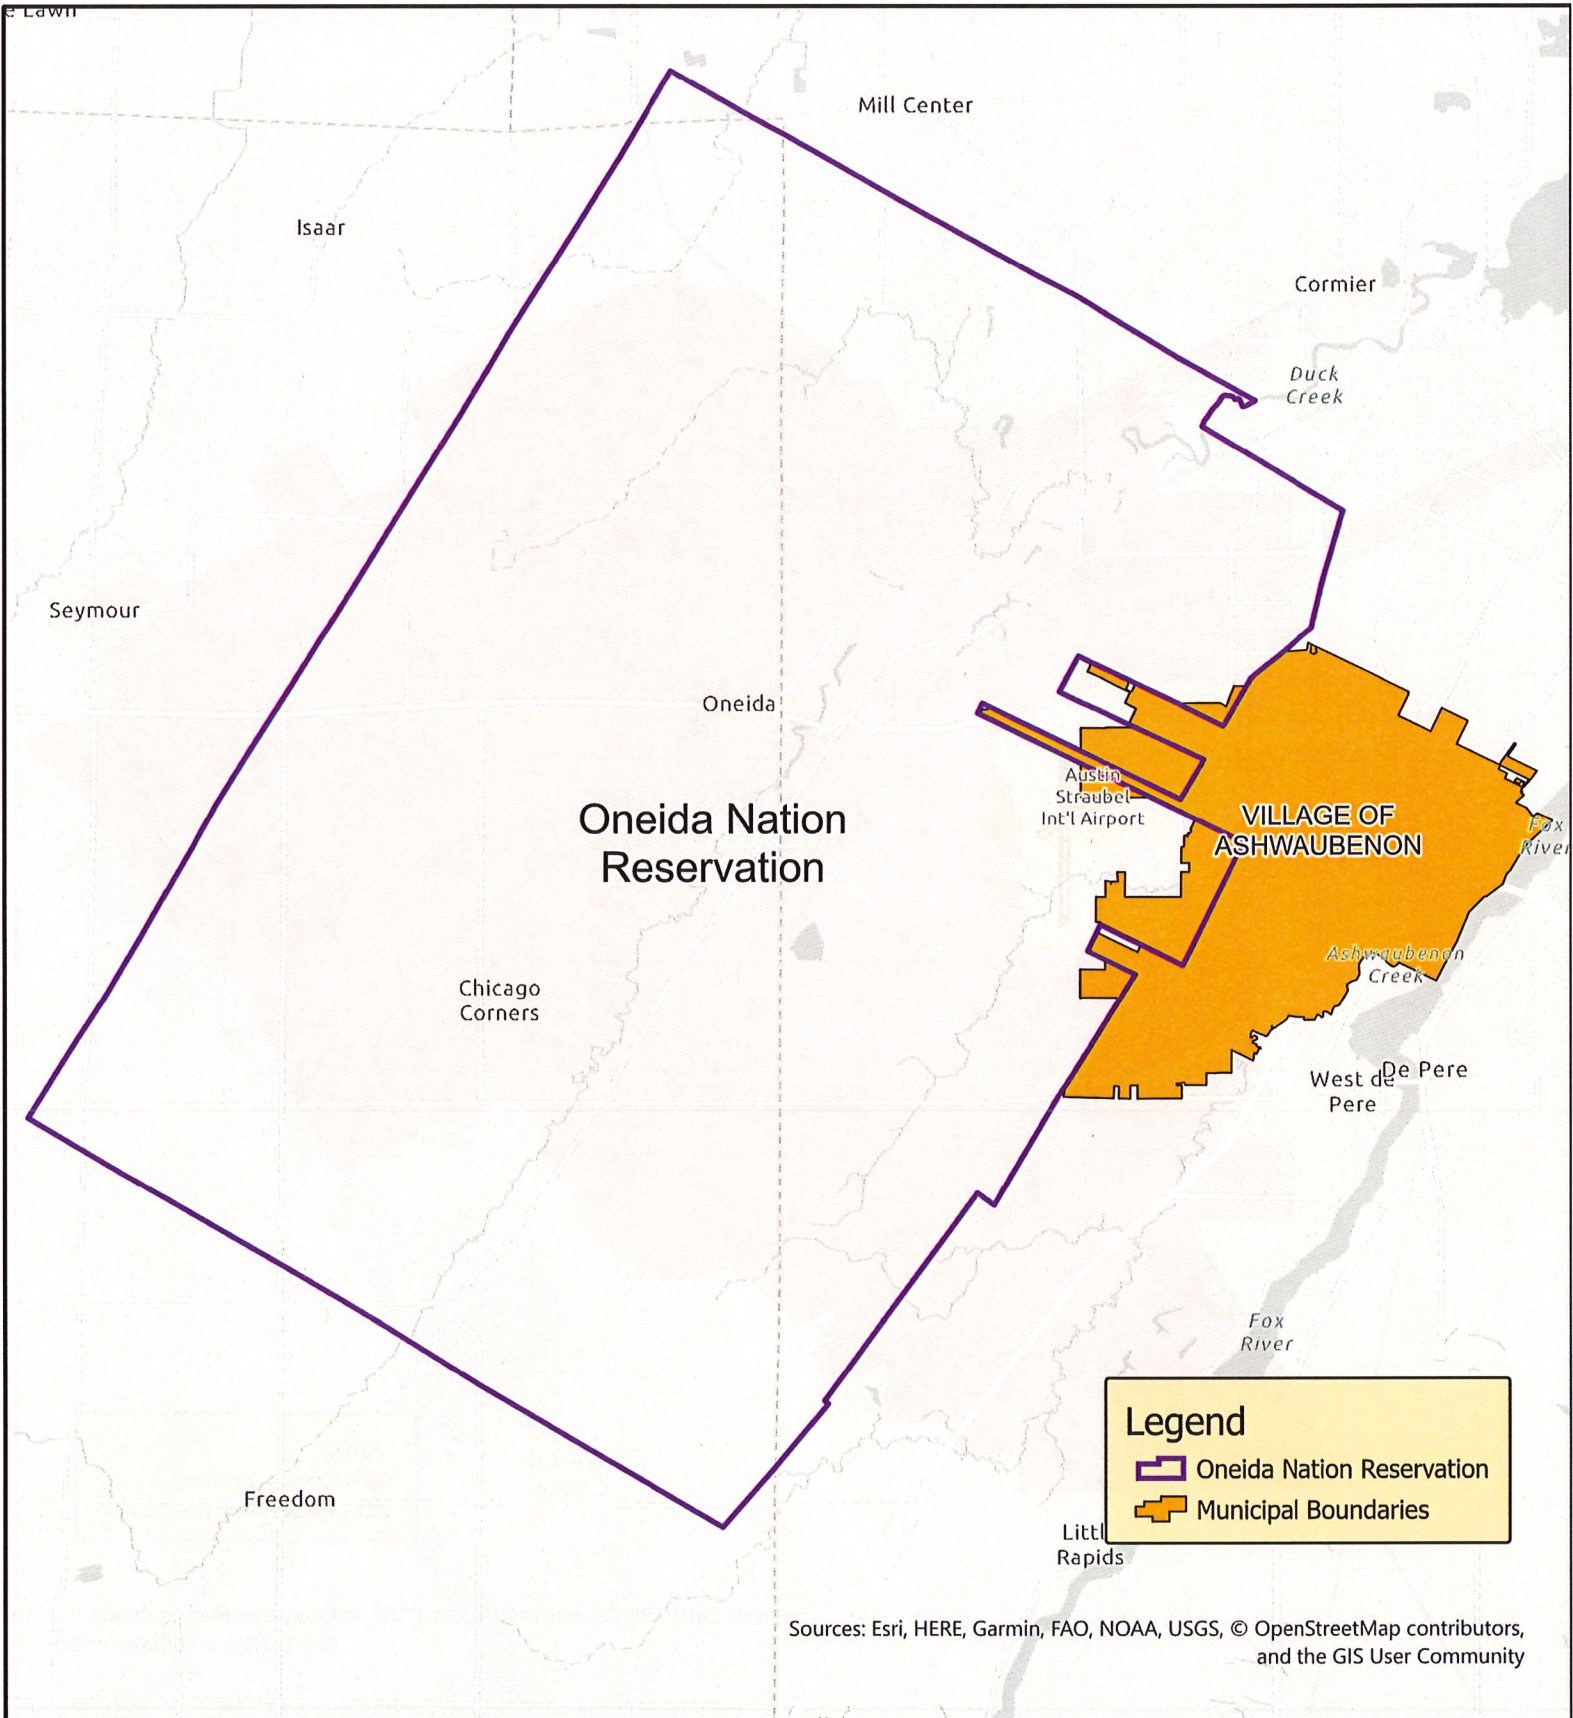 e Lawn
Mill Center
Isaar
Cormier
Duck
Creek
Seymour
Oneida
Austin
Straubel
Int'l Airport
Oneida Nation
Reservation
VILLAGE OF
ASHWAUBENON
Fox
River
Ashwaubenon
Creek
Chicago
Corners
De Pere
West de
Pere
Fox
River
Legend
Oneida Nation Reservation
Municipal Boundaries
Freedom
Littl
Rapids
Sources: Esri, HERE, Garmin, FAO, NOAA, USGS, © OpenStreetMap contributors,
and the GIS User Community